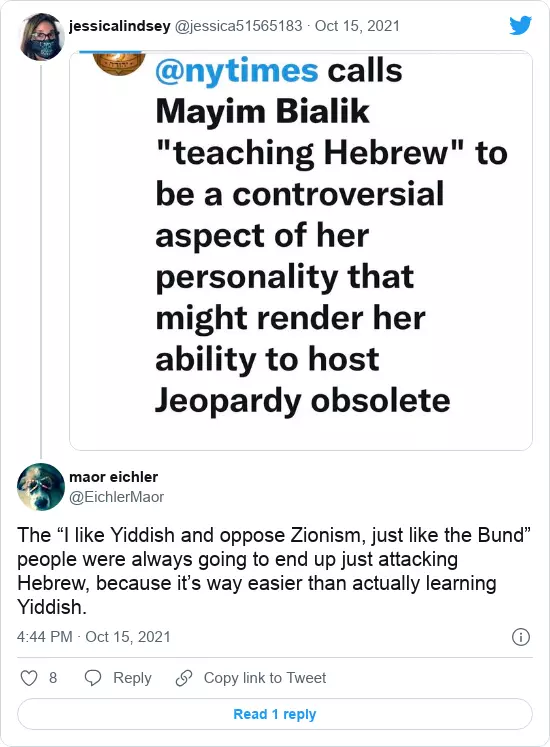 jessicalindsey @jessica51565183 · Oct 15, 2021
@nytimes calls
Mayim Bialik
"teaching Hebrew" to
be a controversial
aspect of her
personality that
might render her
ability to host
Jeopardy obsolete
maor eichler
@EichlerMaor
The “I like Yiddish and oppose Zionism, just like the Bund”
people were always going to end up just attacking
Hebrew, because it’s way easier than actually learning
Yiddish.
4:44 PM · Oct 15, 2021
8 Reply Copy link to Tweet
Read 1 reply